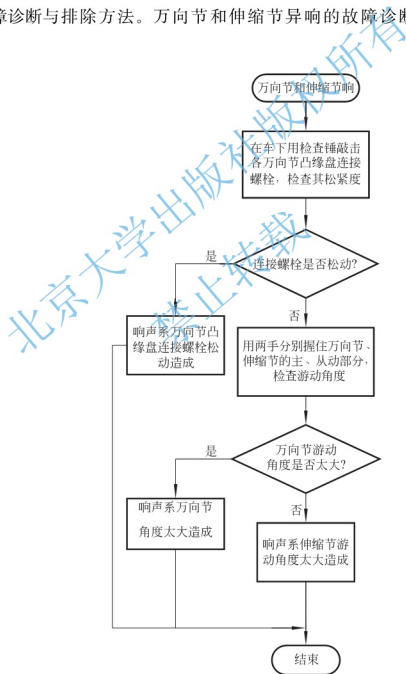 障诊断与排除方法。万向节和伸缩节异响的故障诊断
万向节和伸缩节响
在车下用检查锤敲击
各万向节凸缘盘连接
螺栓，检查其松紧度
连接螺栓是否松动?
是
否
响声系万向节凸
缘盘连接螺栓松
动造成
用两手分别握住万向节、
伸缩节的主、从动部分，
检查游动角度
万向节游动
角度是否太大?
是
否
响声系万向节
角度太大造成
响声系伸缩节游
动角度太大造成
结束
北京大学出版社版权所有
禁止转载